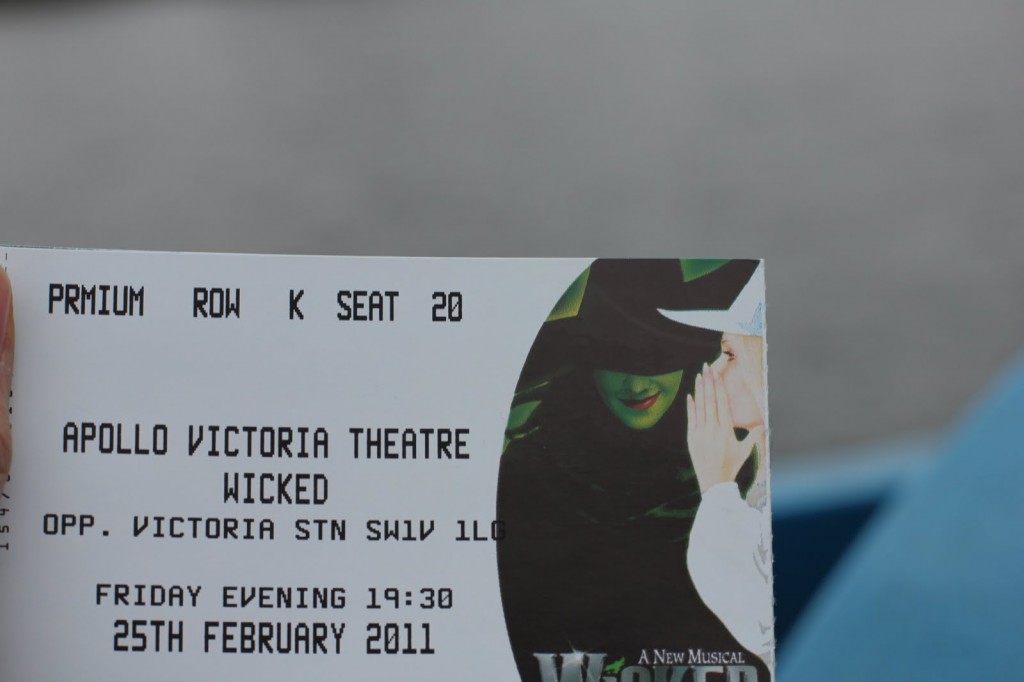 PRMIUM ROW K SEAT 20
APOLLO VICTORIA THEATRE
WICKED
OPP. VICTORIA STN SW1V 1LG
FRIDAY EVENING 19:30
25TH FEBRUARY 2011
A NEW MUSICAL
WICKED